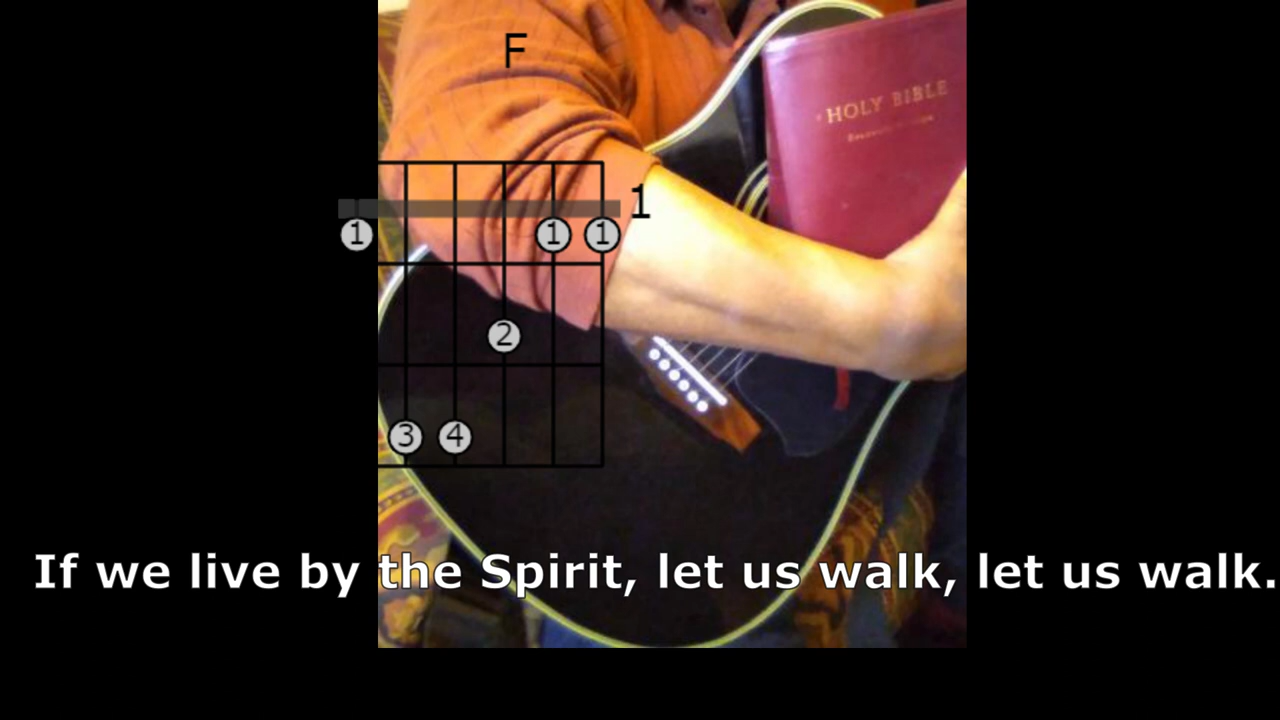 F
HOLY BIBLE
1
1 1 1
2
3 4
If we live by the Spirit, let us walk, let us walk.